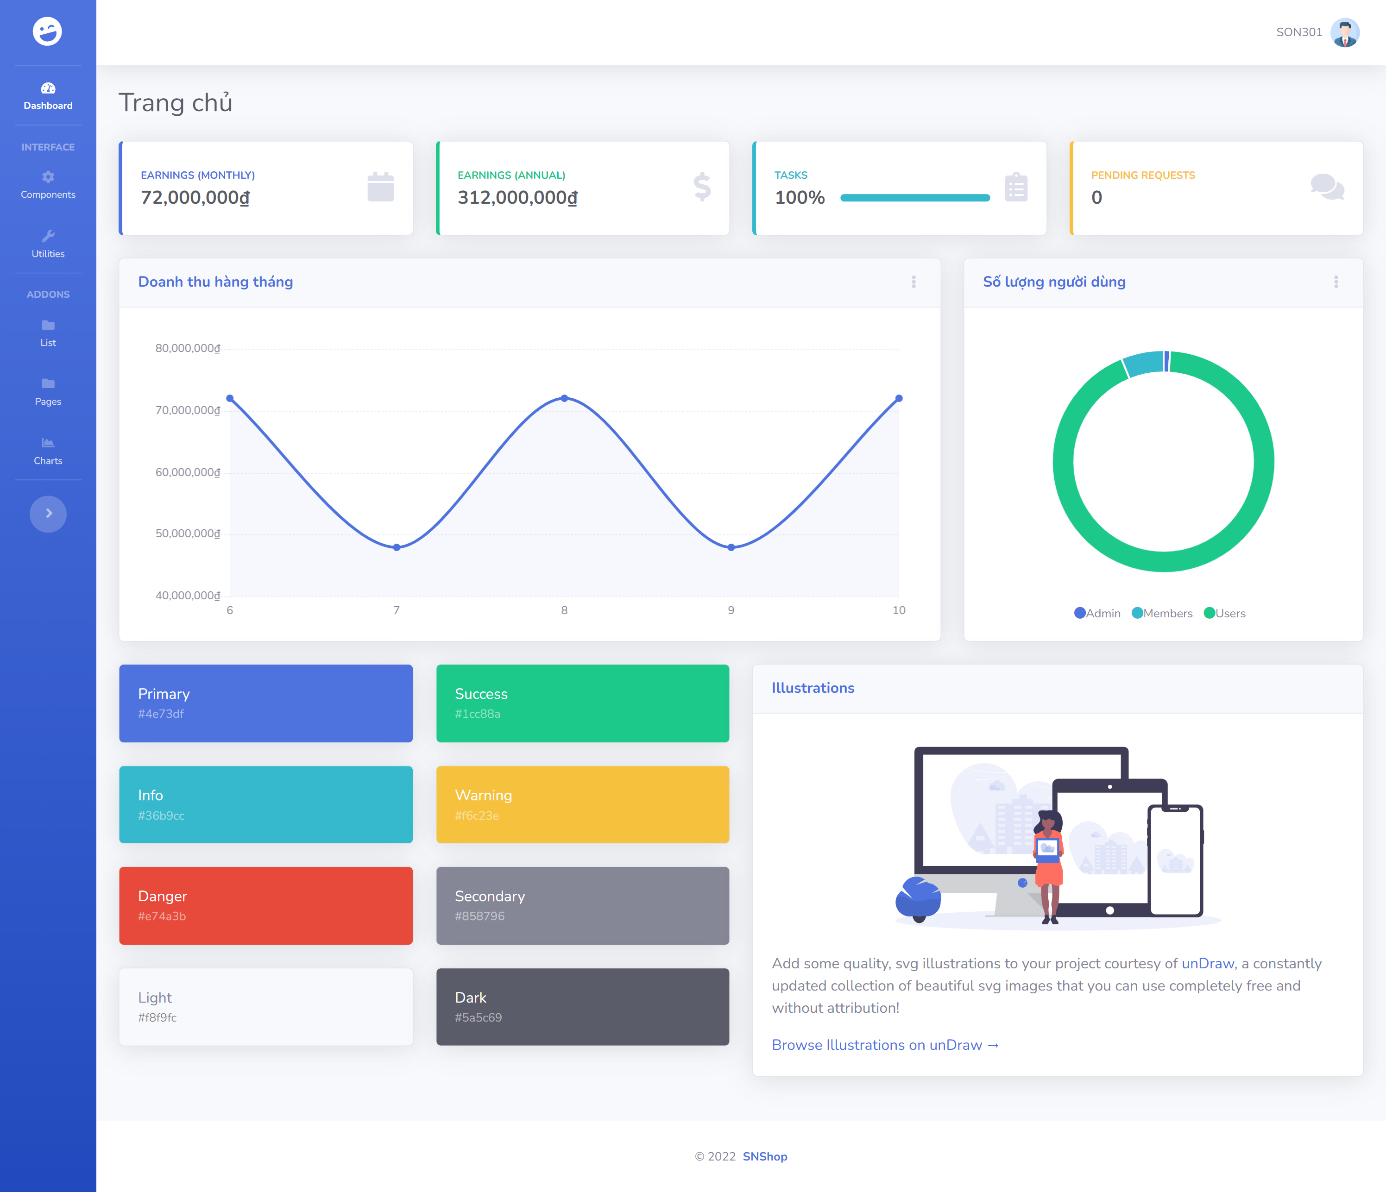 SON301
Dashboard
INTERFACE
Components
Utilities
ADDONS
List
Pages
Charts
Trang chủ
EARNINGS (MONTHLY)
72,000,000₫
EARNINGS (ANNUAL)
312,000,000₫
TASKS
100%
PENDING REQUESTS
0
Doanh thu hàng tháng
80,000,000₫
70,000,000₫
60,000,000₫
50,000,000₫
40,000,000₫
6 7 8 9 10
Số lượng người dùng
Admin Members Users
Primary
#4e73df
Success
#1cc88a
Info
#36b9cc
Warning
#f6c23e
Danger
#e74a3b
Secondary
#858796
Light
#f8f9fc
Dark
#5a5c69
Illustrations
Add some quality, svg illustrations to your project courtesy of unDraw, a constantly
updated collection of beautiful svg images that you can use completely free and
without attribution!
Browse Illustrations on unDraw →
© 2022 SNShop